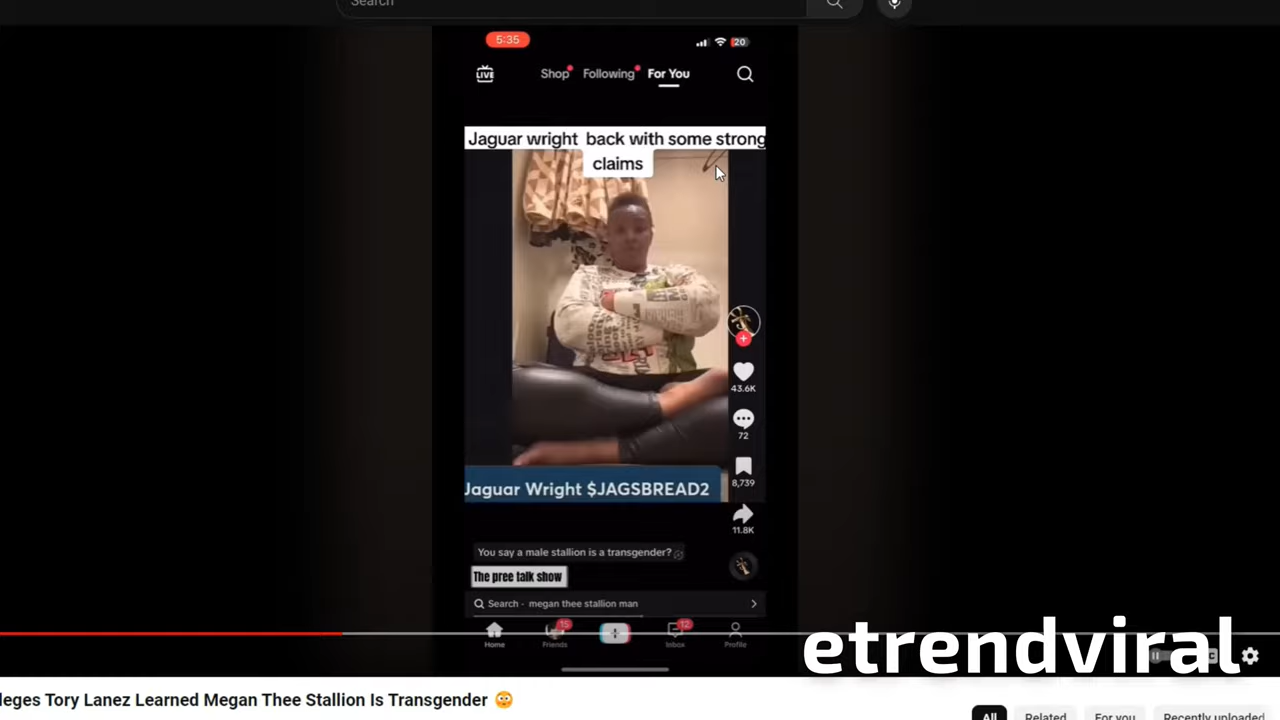 Search
5:35
20
LIVE
Shop
Following
For You
Jaguar wright back with some strong
claims
43.6K
72
8,739
11.8K
Jaguar Wright $JAGSBREAD2
You say a male stallion is a transgender?
The pree talk show
Search - megan thee stallion man
15
12
Home
Friends
Inbox
Profile
etrendviral
leges Tory Lanez Learned Megan Thee Stallion Is Transgender 😳
All
Related
For you
Recently uploaded